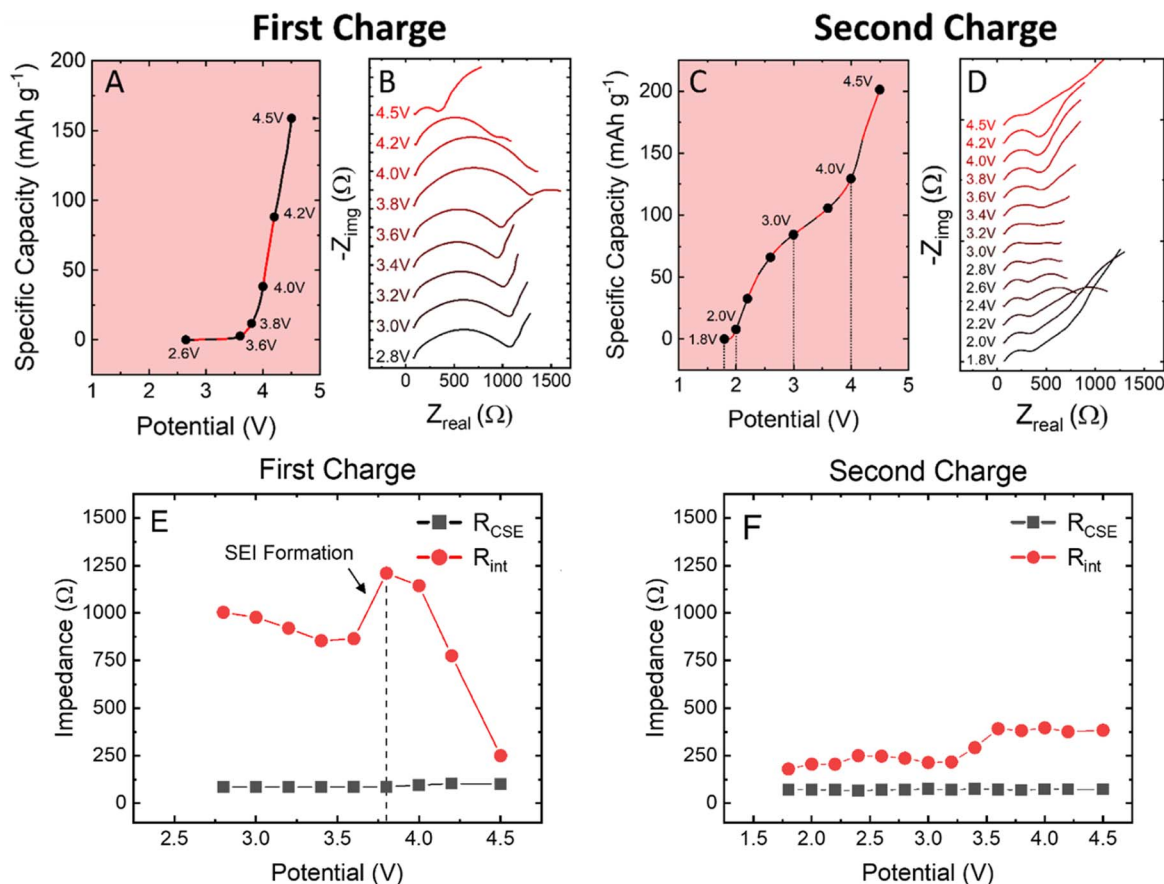 First Charge
Second Charge
A
Specific Capacity (mAh g⁻¹)
200
150
100
50
0
4.5V
4.2V
4.0V
3.8V
3.6V
2.6V
1 2 3 4 5
Potential (V)
B
-Z_img (Ω)
4.5V
4.2V
4.0V
3.8V
3.6V
3.4V
3.2V
3.0V
2.8V
0 500 1000 1500
Z_real (Ω)
C
Specific Capacity (mAh g⁻¹)
200
150
100
50
0
4.5V
4.0V
3.0V
2.0V
1.8V
1 2 3 4 5
Potential (V)
D
-Z_img (Ω)
4.5V
4.2V
4.0V
3.8V
3.6V
3.4V
3.2V
3.0V
2.8V
2.6V
2.4V
2.2V
2.0V
1.8V
0 500 1000 1500
Z_real (Ω)
First Charge
E
Impedance (Ω)
1500
1250
1000
750
500
250
0
R_CSE
R_int
SEI Formation
2.5 3.0 3.5 4.0 4.5
Potential (V)
Second Charge
F
Impedance (Ω)
1500
1250
1000
750
500
250
0
R_CSE
R_int
1.5 2.0 2.5 3.0 3.5 4.0 4.5
Potential (V)